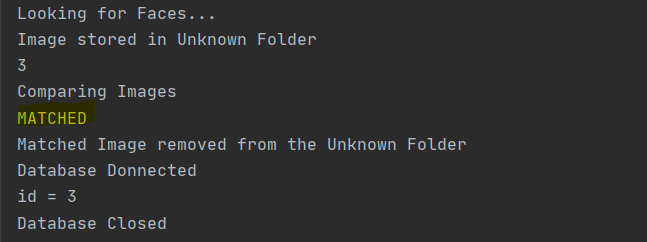 Looking for Faces...
Image stored in Unknown Folder
3
Comparing Images
MATCHED
Matched Image removed from the Unknown Folder
Database Donnected
id = 3
Database Closed